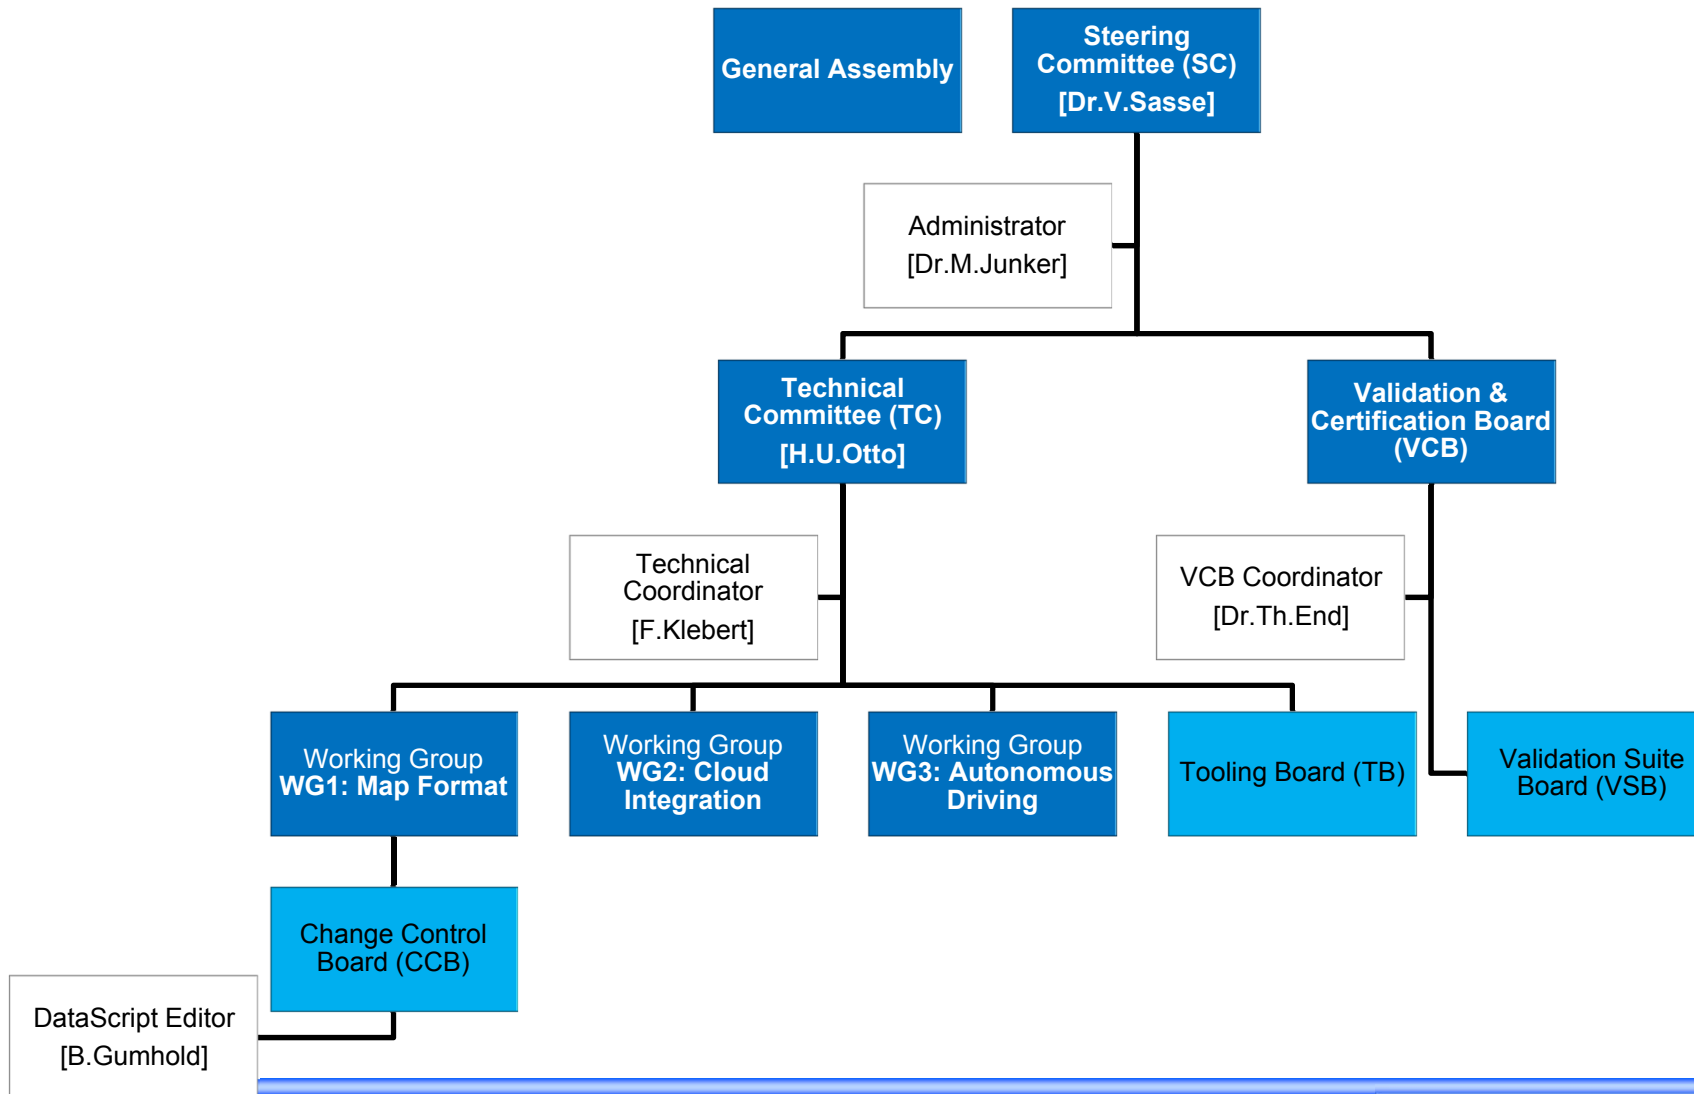 General Assembly
Steering
Committee (SC)
[Dr.V.Sasse]
Administrator
[Dr.M.Junker]
Technical
Committee (TC)
[H.U.Otto]
Validation &
Certification Board
(VCB)
Technical
Coordinator
[F.Klebert]
VCB Coordinator
[Dr.Th.End]
Working Group
WG1: Map Format
Working Group
WG2: Cloud
Integration
Working Group
WG3: Autonomous
Driving
Tooling Board (TB)
Validation Suite
Board (VSB)
Change Control
Board (CCB)
DataScript Editor
[B.Gumhold]